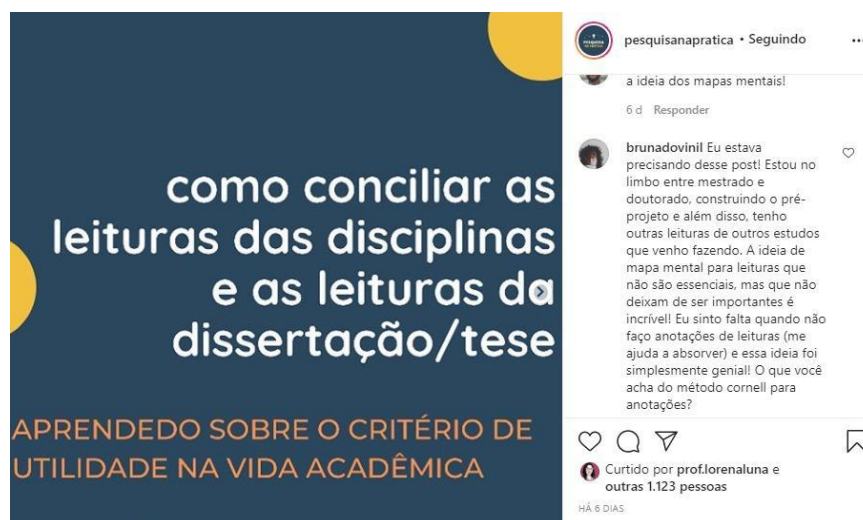 como conciliar as
leituras das disciplinas
e as leituras da
dissertação/tese
APRENDEDO SOBRE O CRITÉRIO DE
UTILIDADE NA VIDA ACADÊMICA
pesquisanapratica • Seguindo
a ideia dos mapas mentais!
6 d Responder
brunadovinil Eu estava
precisando desse post! Estou no
limbo entre mestrado e
doutorado, construindo o pré-
projeto e além disso, tenho
outras leituras de outros estudos
que venho fazendo. A ideia de
mapa mental para leituras que
não são essenciais, mas que não
deixam de ser importantes é
incrível! Eu sinto falta quando não
faço anotações de leituras (me
ajuda a absorver) e essa ideia foi
simplesmente genial! O que você
acha do método cornell para
anotações?
Curtido por prof.lorenaluna e
outras 1.123 pessoas
HÁ 6 DIAS